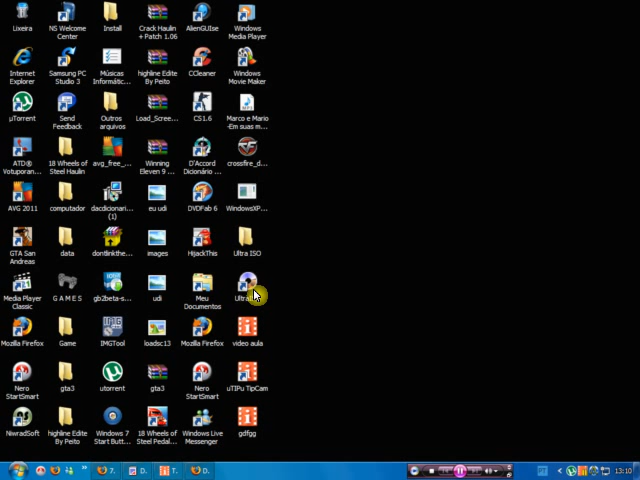 Lixeira
NS Welcome
Center
Install
Crack Haulin
+ Patch 1.06
AlienGUIse
Windows
Media Player
Internet
Explorer
Samsung PC
Studio 3
Músicas
Informátic...
highline Edite
By Peito
CCleaner
Windows
Movie Maker
µTorrent
Send
Feedback
Outros
arquivos
Load_Scree...
CS1.6
Marco e Mario
-Em suas m...
ATD®
Votuporan...
18 Wheels of
Steel Haulin
avg_free_...
Winning
Eleven 9 ...
D'Accord
Dicionário ...
crossfire_d...
AVG 2011
computador
dacdicionar...
(1)
eu udi
DVDFab 6
WindowsXP...
GTA San
Andreas
data
dontlinkthe...
images
HijackThis
Ultra ISO
Media Player
Classic
G A M E S
gb2beta-s...
udi
Meu
Documentos
Mozilla Firefox
Game
IMGTool
loadsc13
Mozilla Firefox
video aula
Nero
StartSmart
gta3
utorrent
gta3
Nero
StartSmart
uTIPu TipCam
NiwradSoft
highline Edite
By Peito
Windows 7
Start Butt...
18 Wheels of
Steel Pedal...
Windows Live
Messenger
gdfgg
7.
D.
T.
D.
PT
13:10